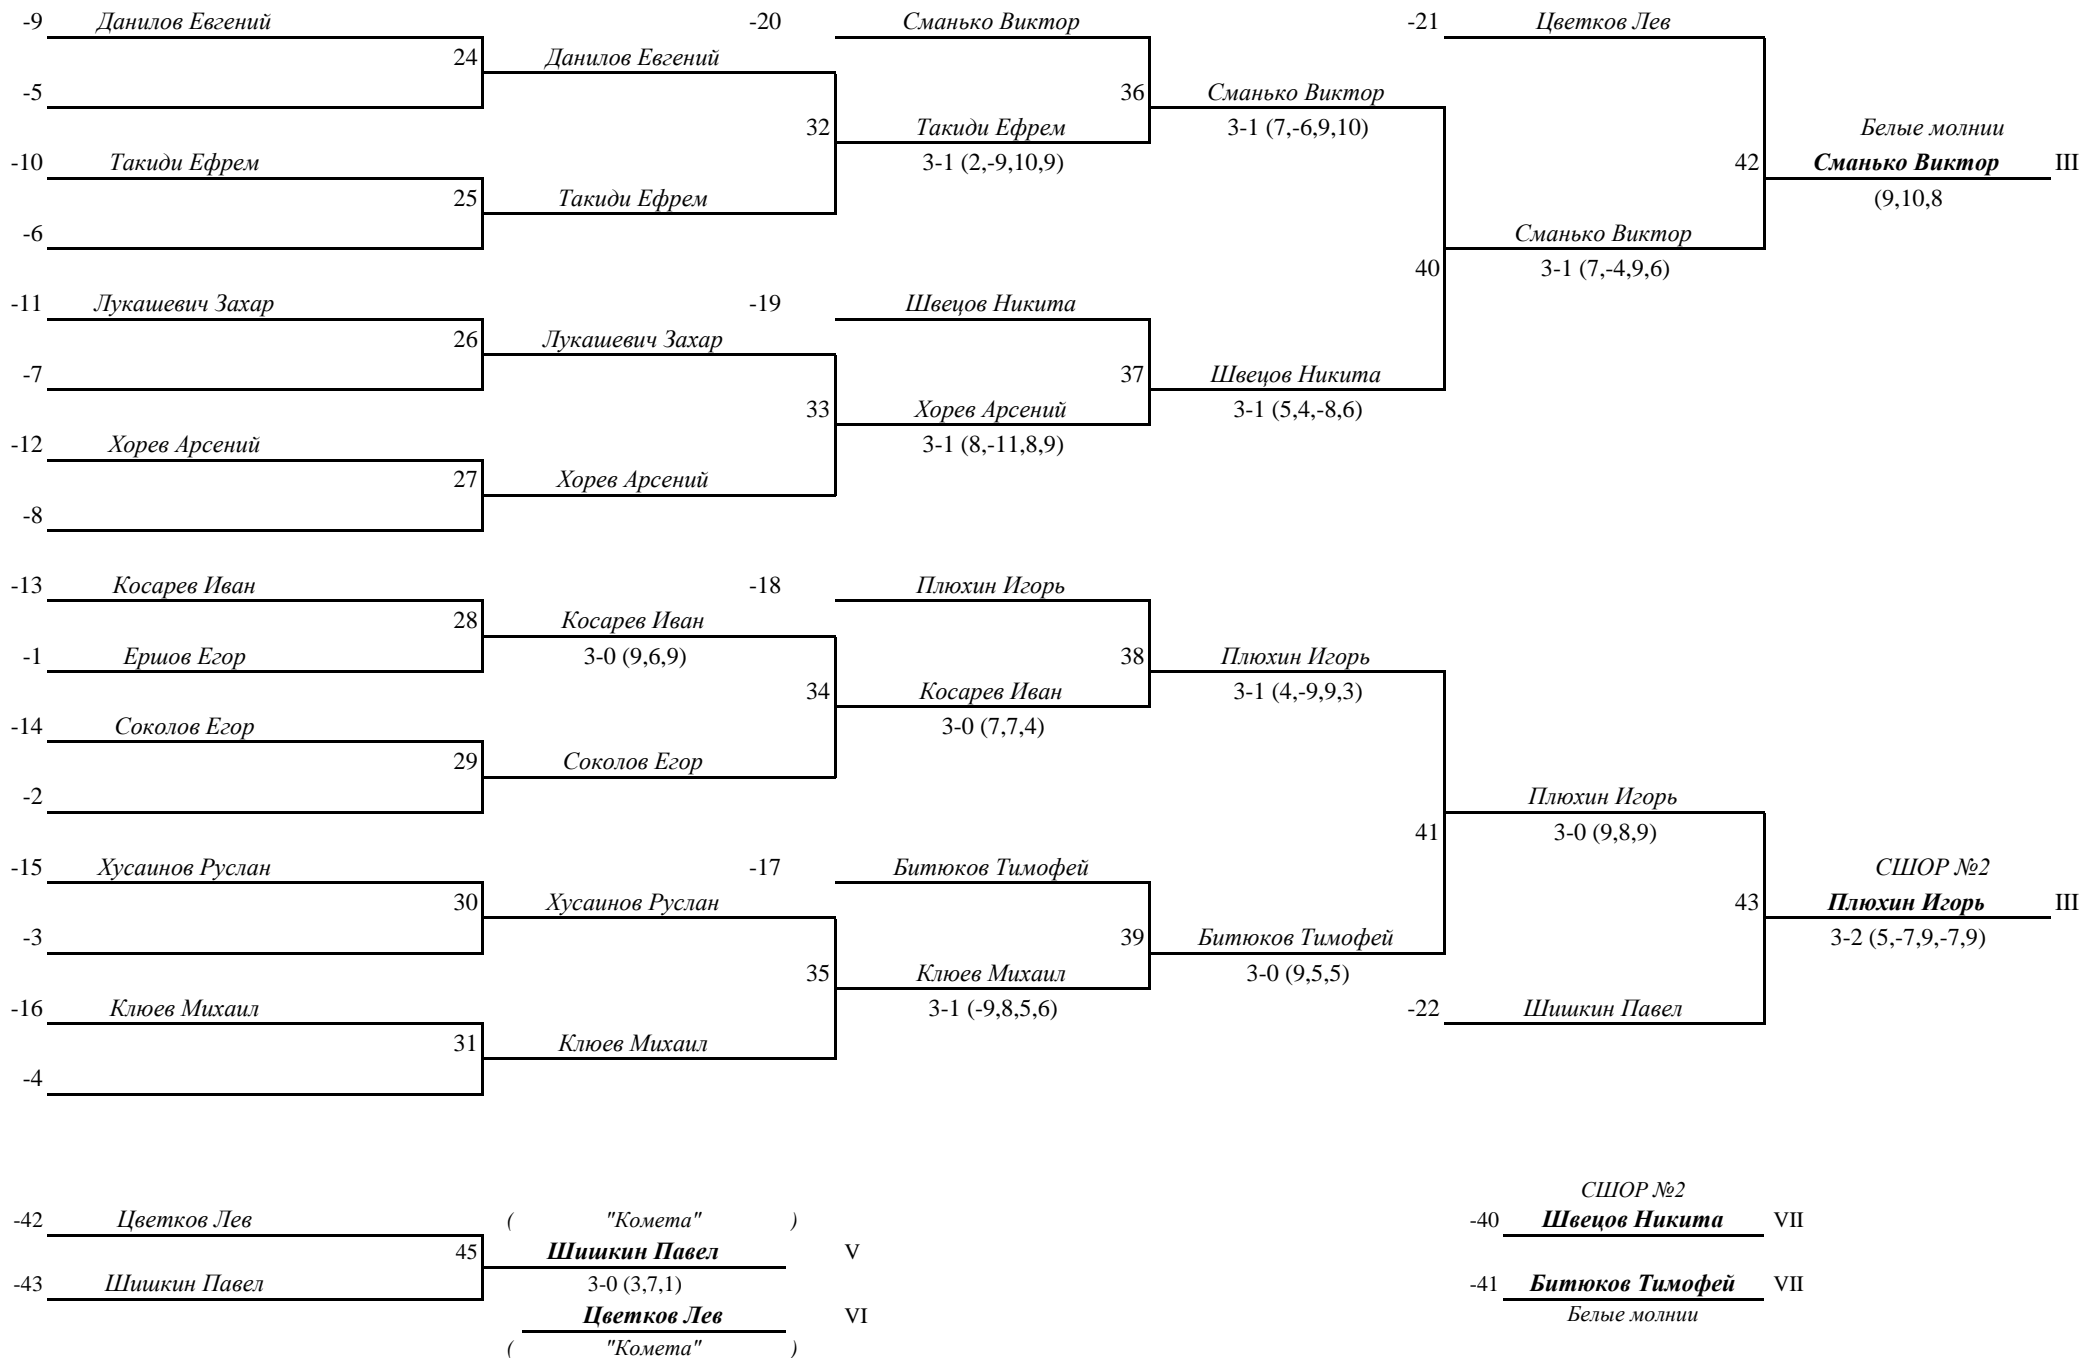 -9 Данилов Евгений -20 Сманько Виктор -21 Цветков Лев
24 Данилов Евгений
-5 36 Сманько Виктор
32 Такиди Ефрем 3-1 (7,-6,9,10) Белые молнии
-10 Такиди Ефрем 3-1 (2,-9,10,9) 42 Сманько Виктор III
25 Такиди Ефрем (9,10,8
-6 Сманько Виктор
40 3-1 (7,-4,9,6)
-11 Лукашевич Захар -19 Швецов Никита
26 Лукашевич Захар
-7 37 Швецов Никита
33 Хорев Арсений 3-1 (5,4,-8,6)
-12 Хорев Арсений 3-1 (8,-11,8,9)
27 Хорев Арсений
-8
-13 Косарев Иван -18 Плюхин Игорь
28 Косарев Иван
-1 Ершов Егор 3-0 (9,6,9) 38 Плюхин Игорь
34 Косарев Иван 3-1 (4,-9,9,3)
-14 Соколов Егор 3-0 (7,7,4)
29 Соколов Егор
-2 Плюхин Игорь
41 3-0 (9,8,9)
-15 Хусаинов Руслан -17 Битюков Тимофей СШОР №2
30 Хусаинов Руслан 43 Плюхин Игорь III
-3 39 Битюков Тимофей 3-2 (5,-7,9,-7,9)
35 Клюев Михаил 3-0 (9,5,5)
-16 Клюев Михаил 3-1 (-9,8,5,6) -22 Шишкин Павел
31 Клюев Михаил
-4
СШОР №2
-42 Цветков Лев ( "Комета" ) -40 Швецов Никита VII
45 Шишкин Павел V
-43 Шишкин Павел 3-0 (3,7,1) -41 Битюков Тимофей VII
Цветков Лев VI Белые молнии
( "Комета" )